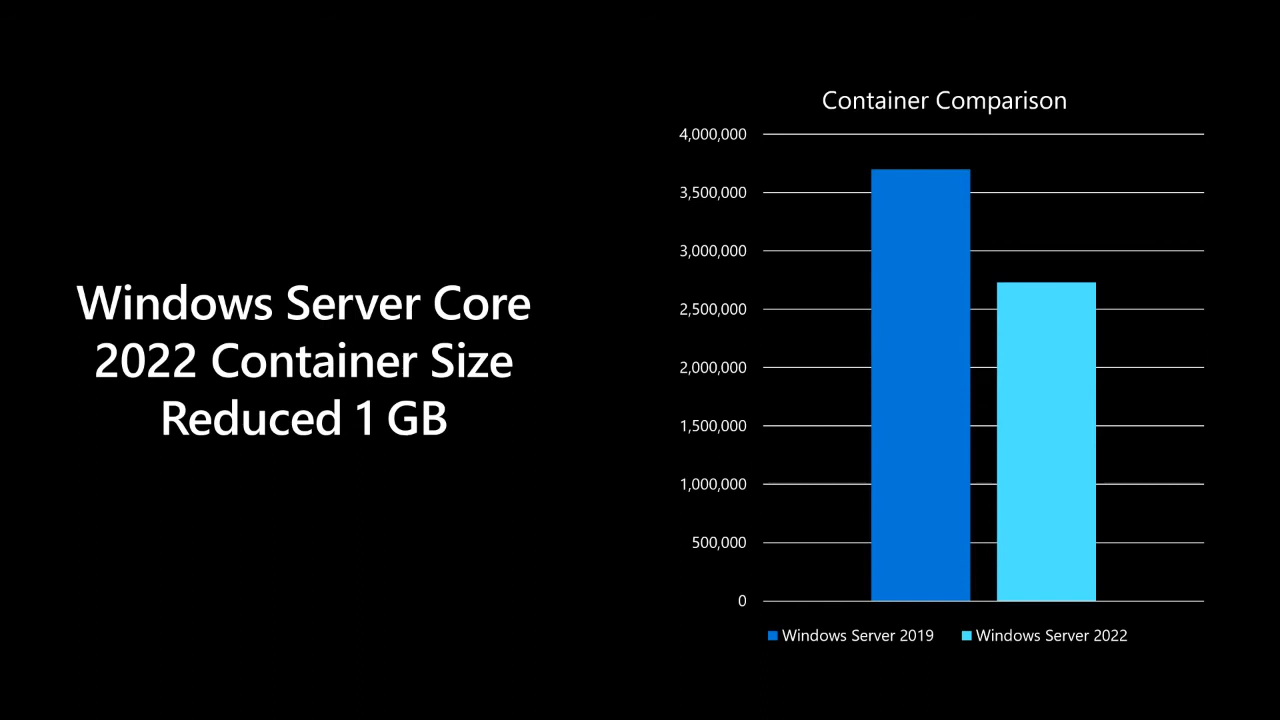 Windows Server Core
2022 Container Size
Reduced 1 GB
Container Comparison
4,000,000
3,500,000
3,000,000
2,500,000
2,000,000
1,500,000
1,000,000
500,000
0
Windows Server 2019
Windows Server 2022